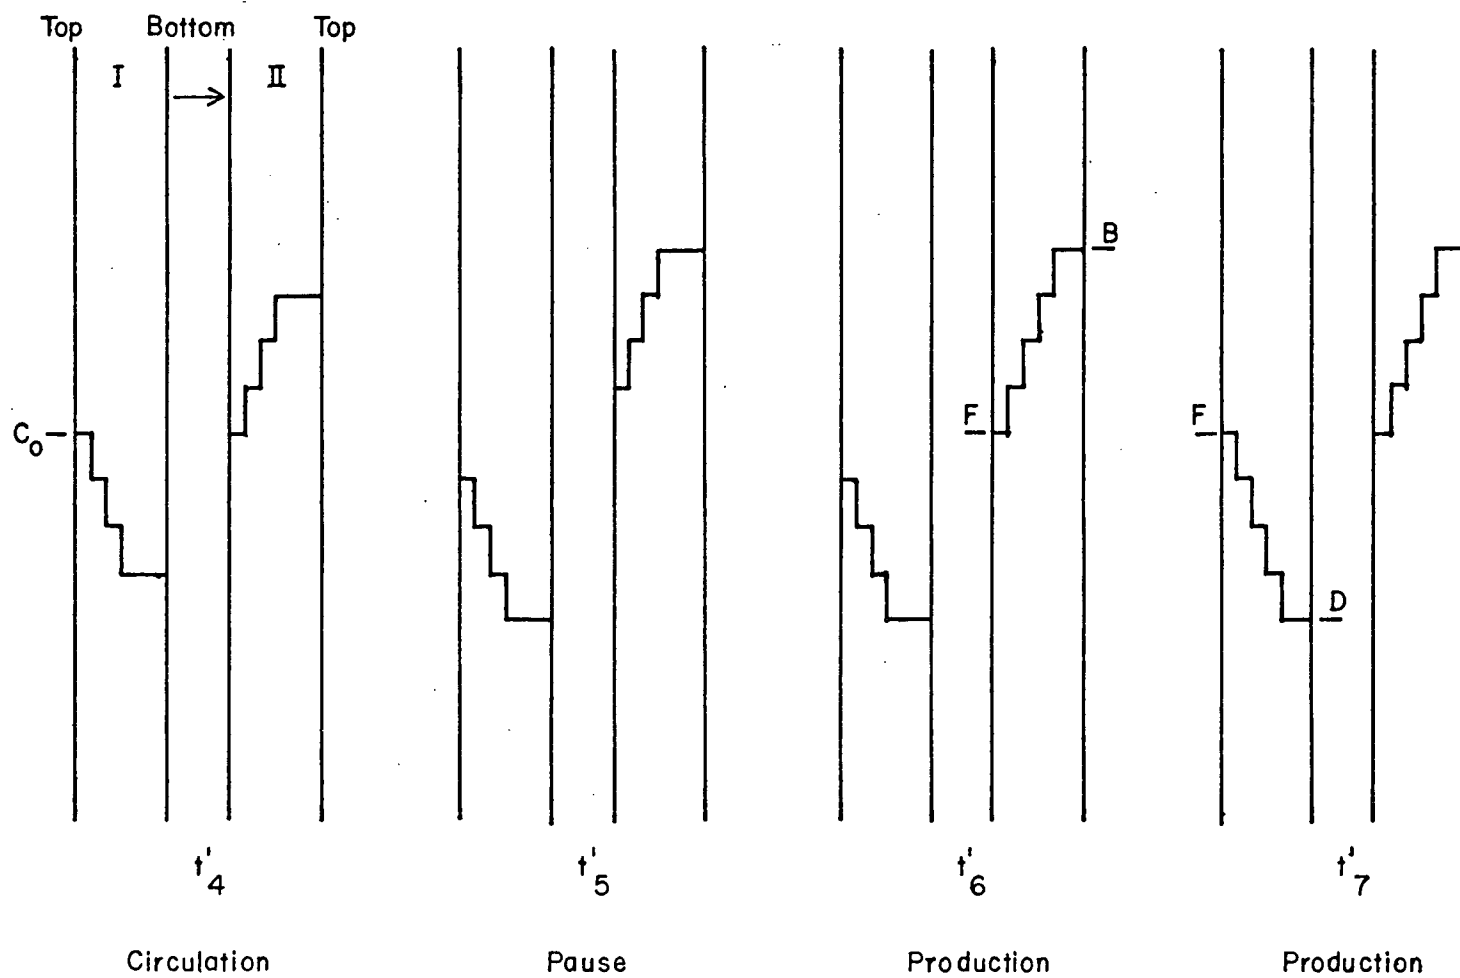 Top Bottom Top
I → II
B
C₀ F F
D
t'₄ t'₅ t'₆ t'₇
Circulation Pause Production Production